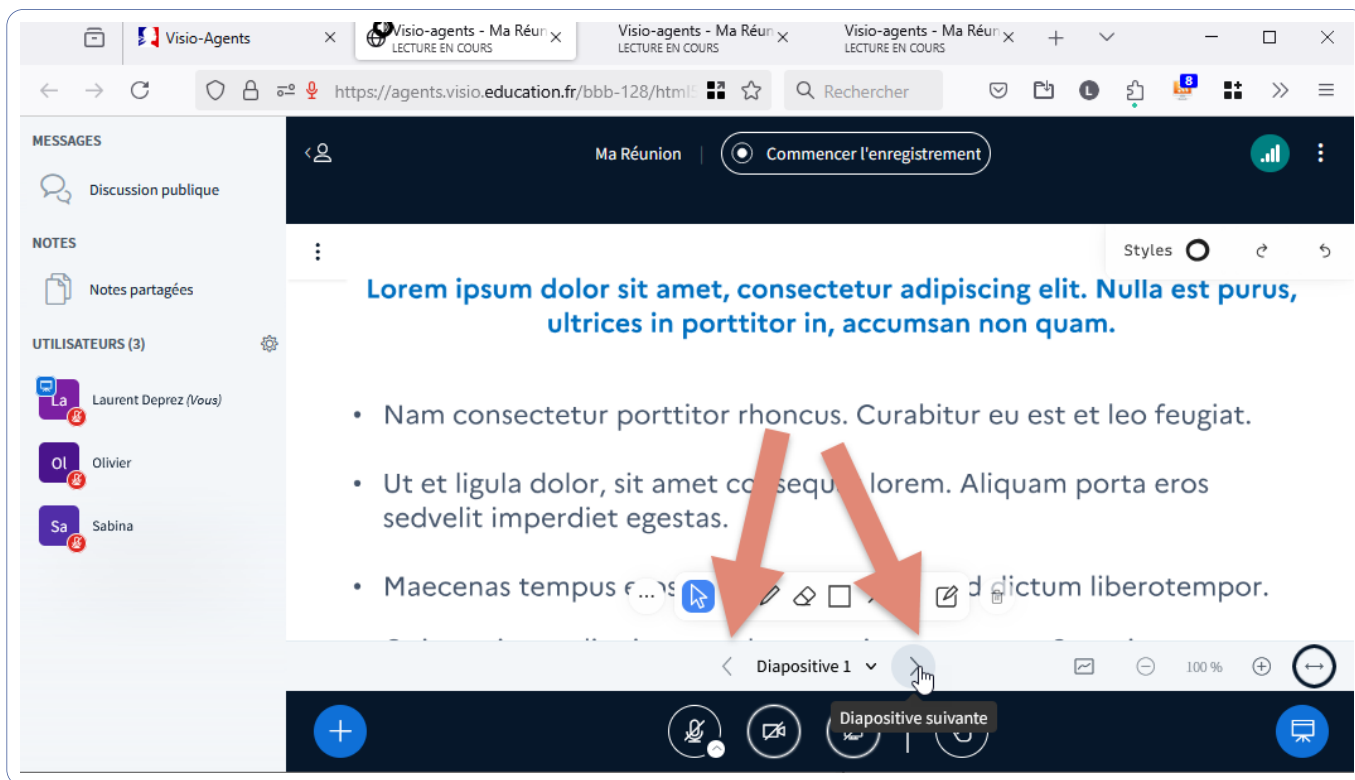 Visio-Agents
Visio-agents - Ma Réun
LECTURE EN COURS
Visio-agents - Ma Réun
LECTURE EN COURS
Visio-agents - Ma Réun
LECTURE EN COURS
https://agents.visio.education.fr/bbb-128/html5
Rechercher
L
8
MESSAGES
Discussion publique
NOTES
Notes partagées
UTILISATEURS (3)
La
Laurent Deprez (Vous)
Ol
Olivier
Sa
Sabina
Ma Réunion
Commencer l'enregistrement
Styles
Lorem ipsum dolor sit amet, consectetur adipiscing elit. Nulla est purus,
ultrices in porttitor in, accumsan non quam.
• Nam consectetur porttitor rhoncus. Curabitur eu est et leo feugiat.
• Ut et ligula dolor, sit amet lorem. Aliquam porta eros
sedvelit imperdiet egestas.
• Maecenas tempus dictum liberotempor.
Diapositive 1
100 %
Diapositive suivante